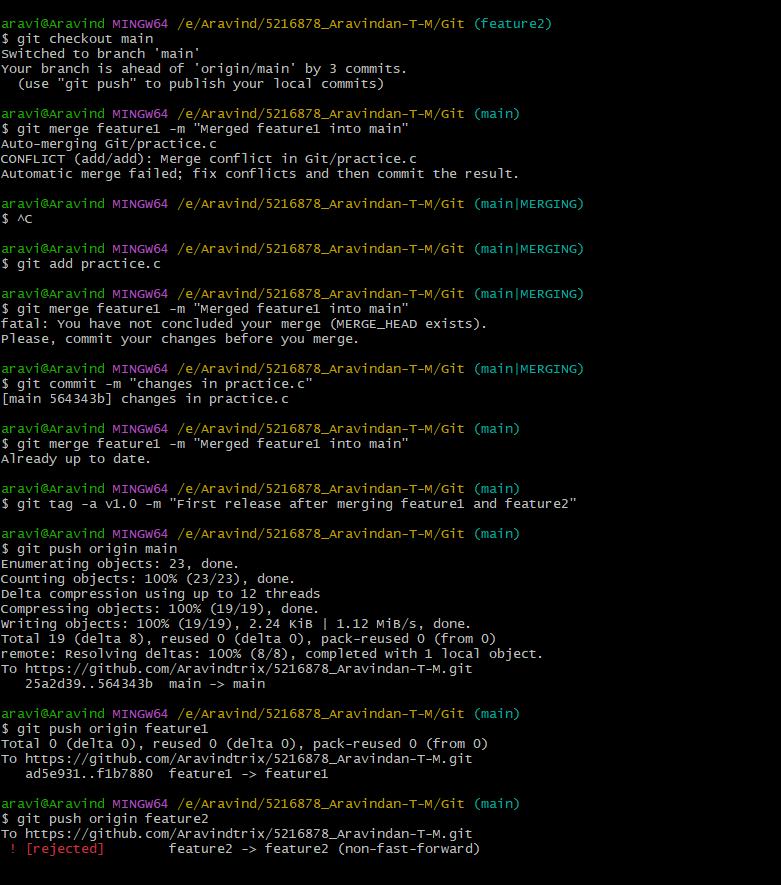 aravi@Aravind MINGW64 /e/Aravind/5216878_Aravindan-T-M/Git (feature2)
$ git checkout main
Switched to branch 'main'
Your branch is ahead of 'origin/main' by 3 commits.
  (use "git push" to publish your local commits)
aravi@Aravind MINGW64 /e/Aravind/5216878_Aravindan-T-M/Git (main)
$ git merge feature1 -m "Merged feature1 into main"
Auto-merging Git/practice.c
CONFLICT (add/add): Merge conflict in Git/practice.c
Automatic merge failed; fix conflicts and then commit the result.
aravi@Aravind MINGW64 /e/Aravind/5216878_Aravindan-T-M/Git (main|MERGING)
$ ^C
aravi@Aravind MINGW64 /e/Aravind/5216878_Aravindan-T-M/Git (main|MERGING)
$ git add practice.c
aravi@Aravind MINGW64 /e/Aravind/5216878_Aravindan-T-M/Git (main|MERGING)
$ git merge feature1 -m "Merged feature1 into main"
fatal: You have not concluded your merge (MERGE_HEAD exists).
Please, commit your changes before you merge.
aravi@Aravind MINGW64 /e/Aravind/5216878_Aravindan-T-M/Git (main|MERGING)
$ git commit -m "changes in practice.c"
[main 564343b] changes in practice.c
aravi@Aravind MINGW64 /e/Aravind/5216878_Aravindan-T-M/Git (main)
$ git merge feature1 -m "Merged feature1 into main"
Already up to date.
aravi@Aravind MINGW64 /e/Aravind/5216878_Aravindan-T-M/Git (main)
$ git tag -a v1.0 -m "First release after merging feature1 and feature2"
aravi@Aravind MINGW64 /e/Aravind/5216878_Aravindan-T-M/Git (main)
$ git push origin main
Enumerating objects: 23, done.
Counting objects: 100% (23/23), done.
Delta compression using up to 12 threads
Compressing objects: 100% (19/19), done.
Writing objects: 100% (19/19), 2.24 KiB | 1.12 MiB/s, done.
Total 19 (delta 8), reused 0 (delta 0), pack-reused 0 (from 0)
remote: Resolving deltas: 100% (8/8), completed with 1 local object.
To https://github.com/Aravindtrix/5216878_Aravindan-T-M.git
   25a2d39..564343b  main -> main
aravi@Aravind MINGW64 /e/Aravind/5216878_Aravindan-T-M/Git (main)
$ git push origin feature1
Total 0 (delta 0), reused 0 (delta 0), pack-reused 0 (from 0)
To https://github.com/Aravindtrix/5216878_Aravindan-T-M.git
   ad5e931..f1b7880  feature1 -> feature1
aravi@Aravind MINGW64 /e/Aravind/5216878_Aravindan-T-M/Git (main)
$ git push origin feature2
To https://github.com/Aravindtrix/5216878_Aravindan-T-M.git
 ! [rejected]        feature2 -> feature2 (non-fast-forward)